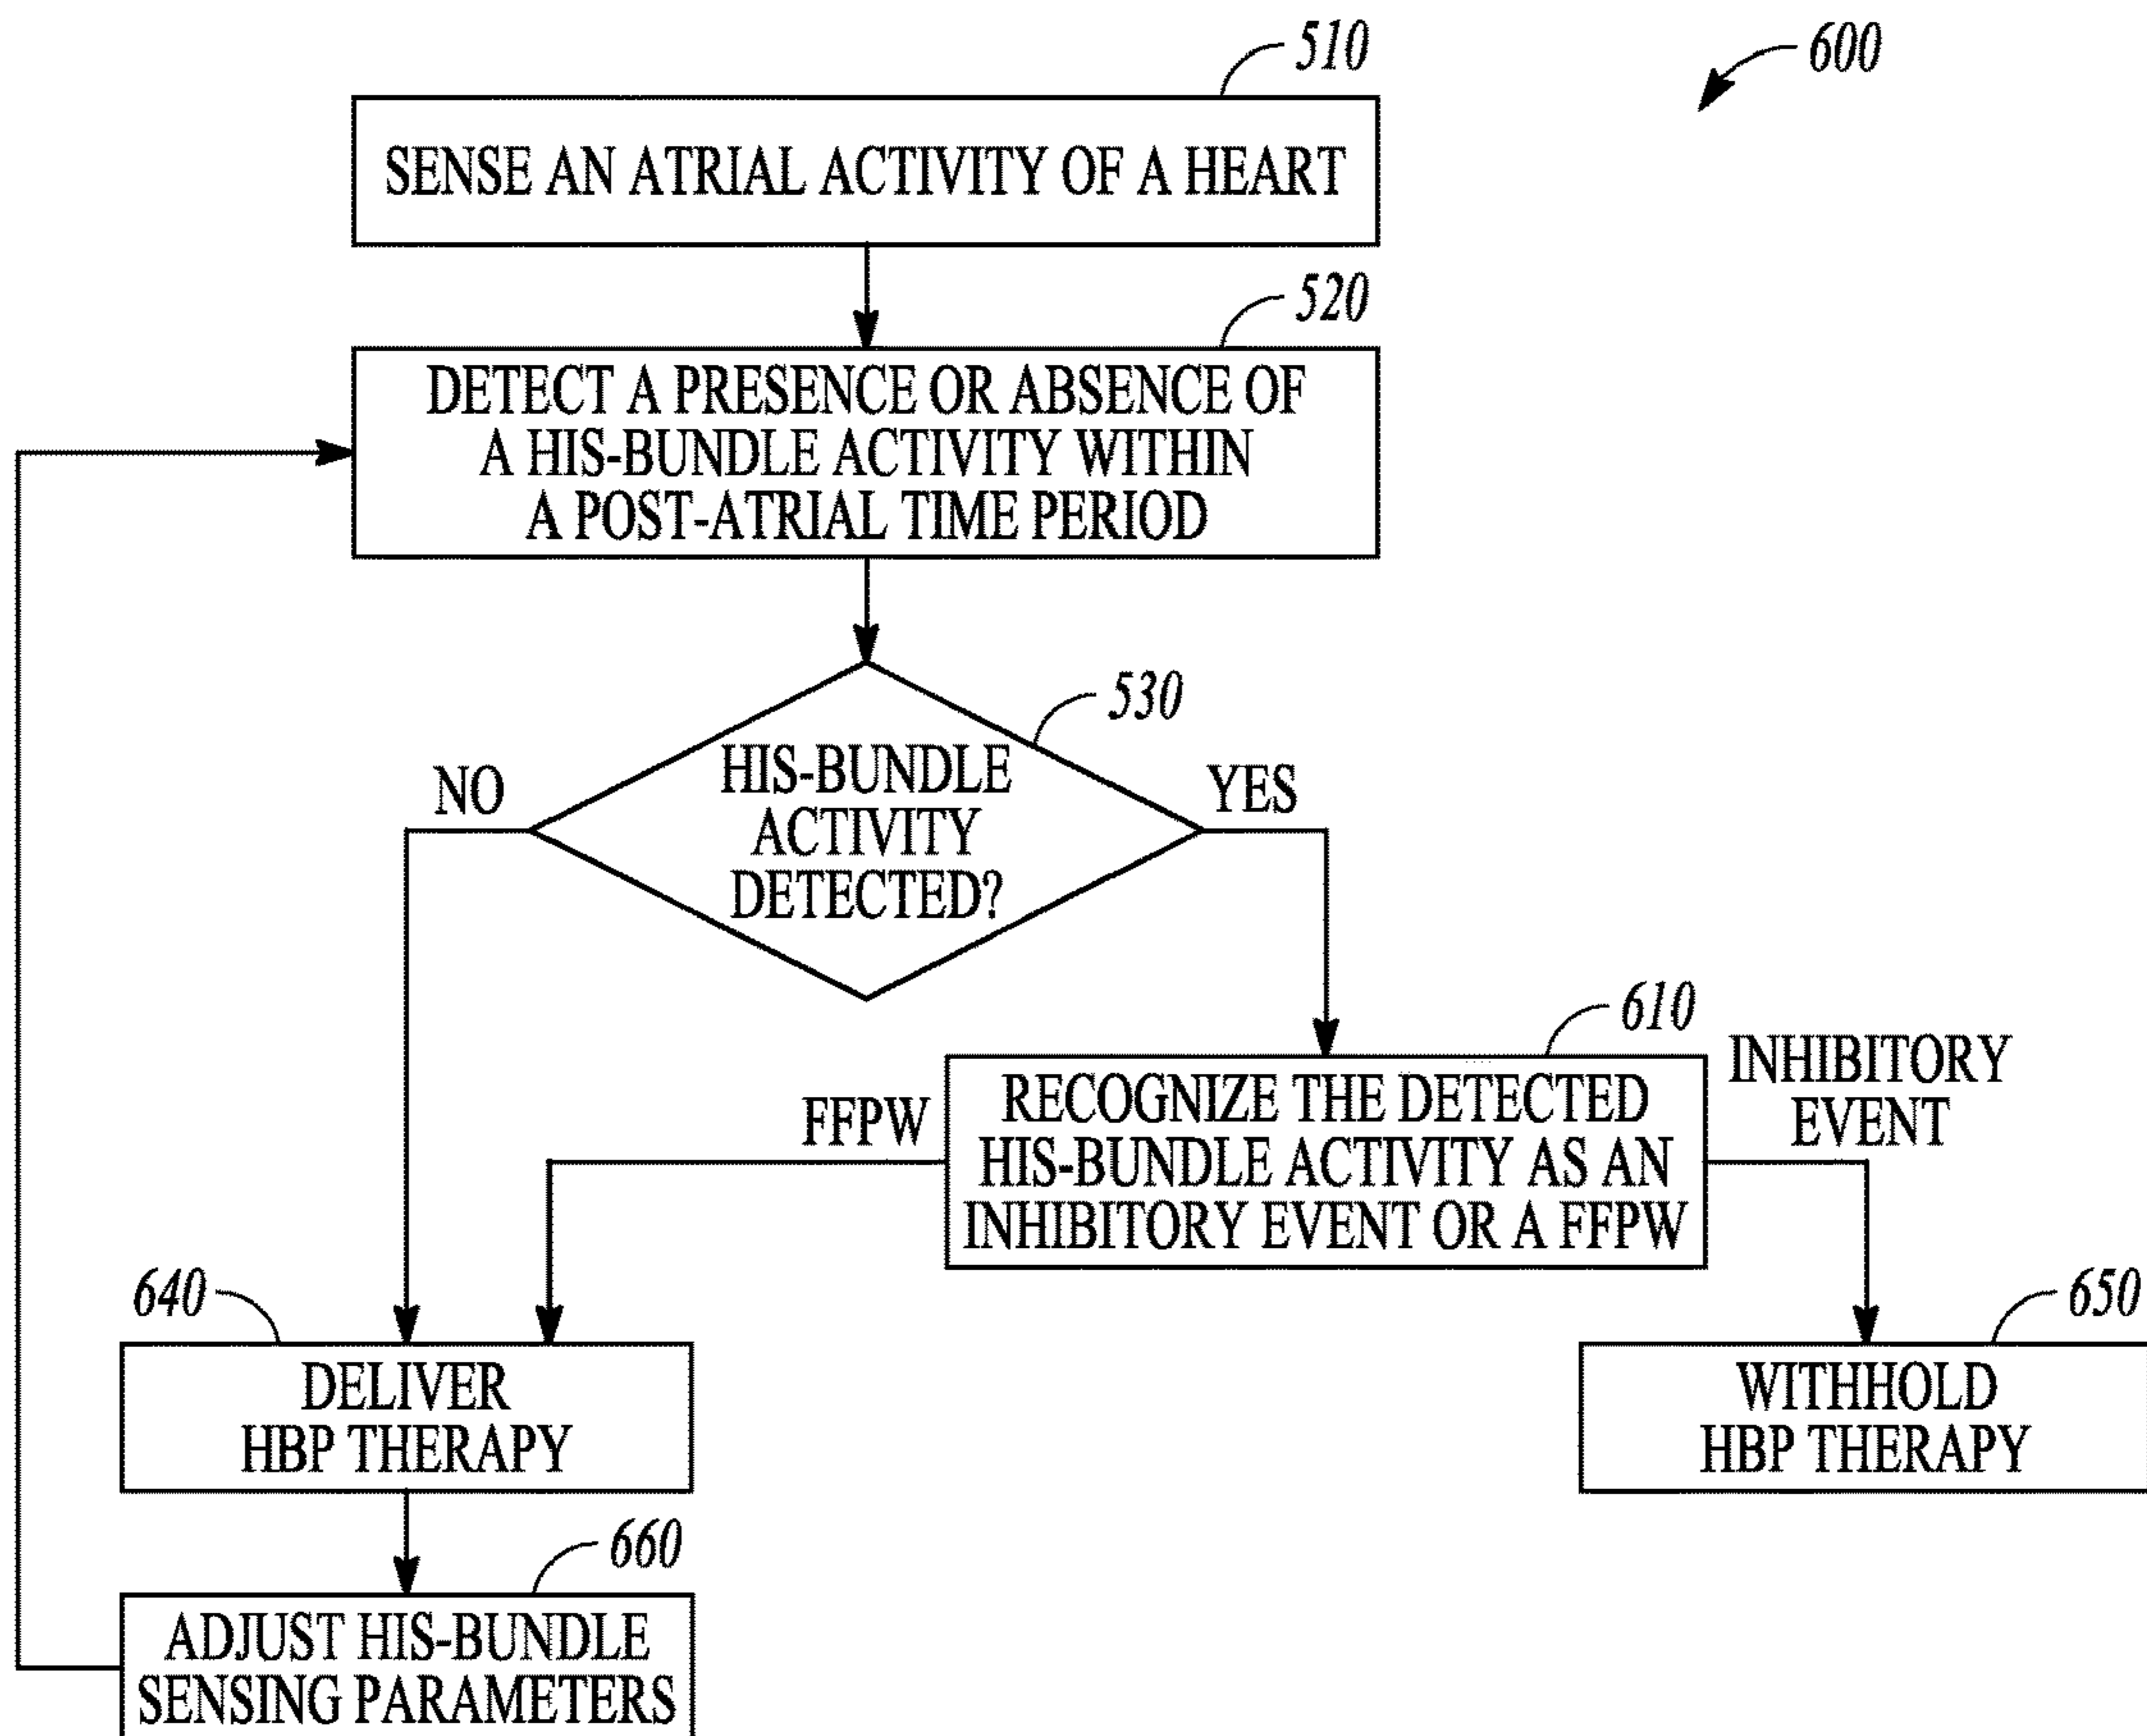 510
600
SENSE AN ATRIAL ACTIVITY OF A HEART
520
DETECT A PRESENCE OR ABSENCE OF
A HIS-BUNDLE ACTIVITY WITHIN
A POST-ATRIAL TIME PERIOD
530
HIS-BUNDLE
ACTIVITY
DETECTED?
NO
YES
610
RECOGNIZE THE DETECTED
HIS-BUNDLE ACTIVITY AS AN
INHIBITORY EVENT OR A FFPW
FFPW
INHIBITORY
EVENT
640
DELIVER
HBP THERAPY
650
WITHHOLD
HBP THERAPY
660
ADJUST HIS-BUNDLE
SENSING PARAMETERS